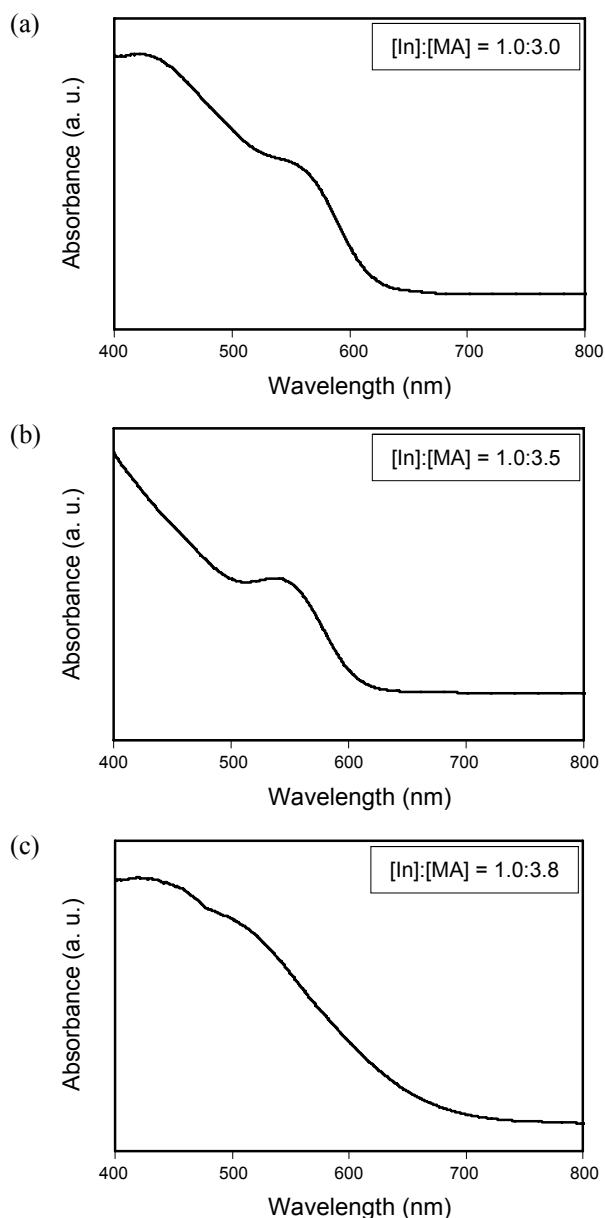 (a)
[In]:[MA] = 1.0:3.0
Absorbance (a. u.)
400 500 600 700 800
Wavelength (nm)
(b)
[In]:[MA] = 1.0:3.5
Absorbance (a. u.)
400 500 600 700 800
Wavelength (nm)
(c)
[In]:[MA] = 1.0:3.8
Absorbance (a. u.)
400 500 600 700 800
Wavelength (nm)